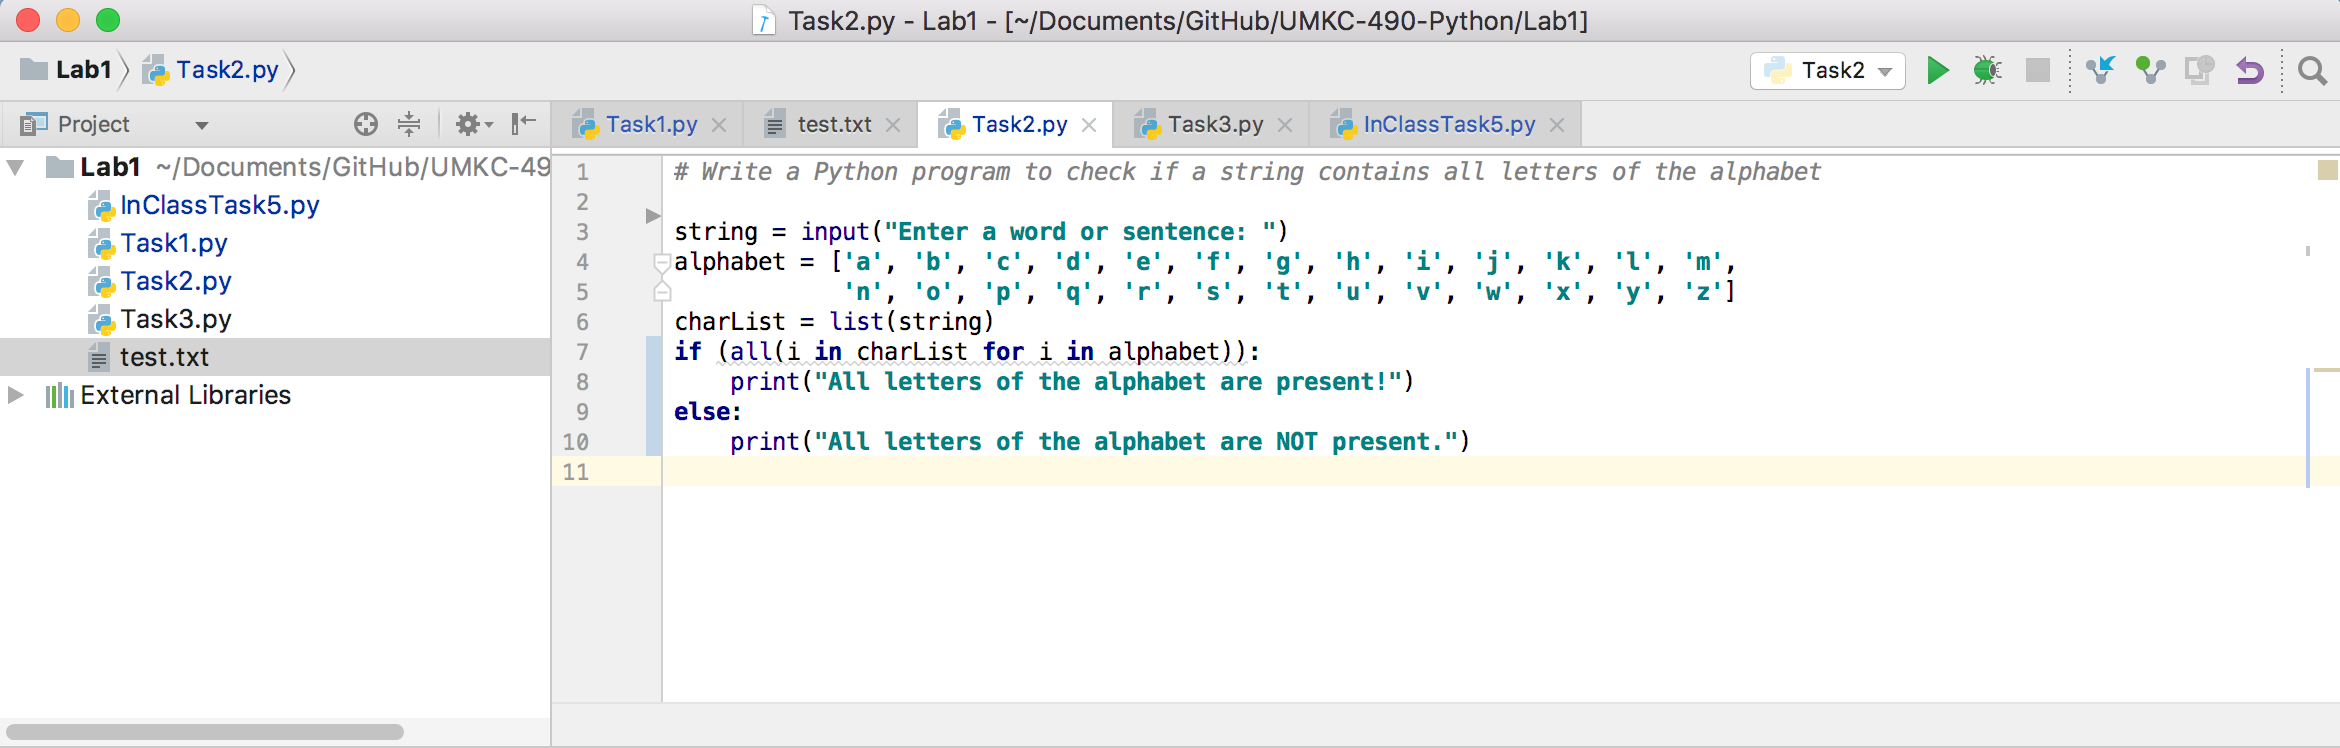 Task2.py - Lab1 - [~/Documents/GitHub/UMKC-490-Python/Lab1]
Lab1 Task2.py Task2
Project Task1.py test.txt Task2.py Task3.py InClassTask5.py
Lab1 ~/Documents/GitHub/UMKC-49
InClassTask5.py
Task1.py
Task2.py
Task3.py
test.txt
External Libraries
1 # Write a Python program to check if a string contains all letters of the alphabet
2
3 string = input("Enter a word or sentence: ")
4 alphabet = ['a', 'b', 'c', 'd', 'e', 'f', 'g', 'h', 'i', 'j', 'k', 'l', 'm',
5 'n', 'o', 'p', 'q', 'r', 's', 't', 'u', 'v', 'w', 'x', 'y', 'z']
6 charList = list(string)
7 if (all(i in charList for i in alphabet)):
8 print("All letters of the alphabet are present!")
9 else:
10 print("All letters of the alphabet are NOT present.")
11